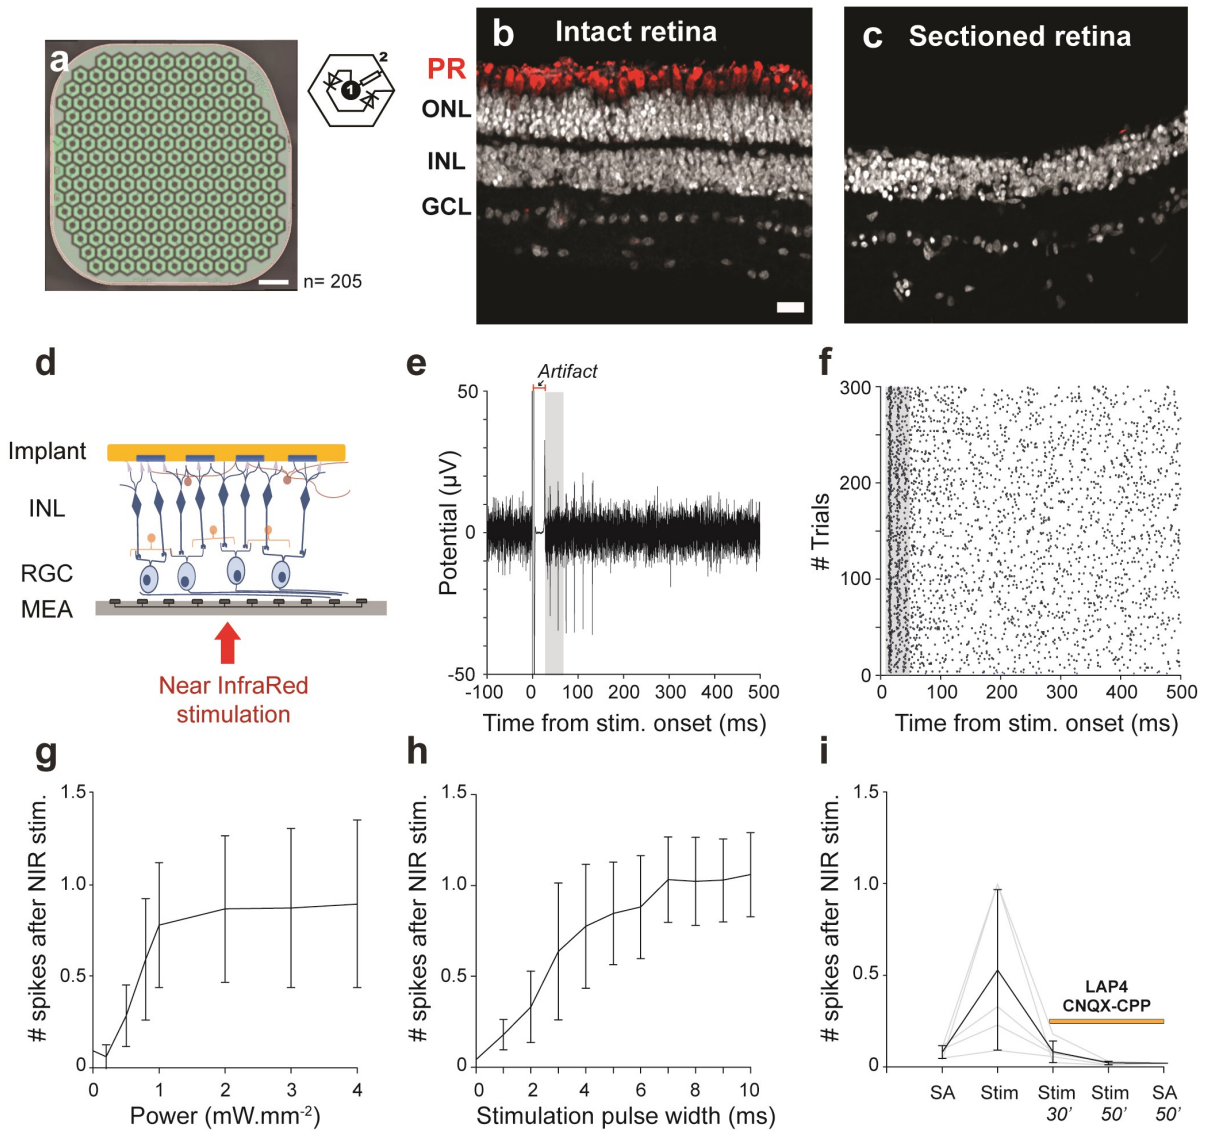 a
1
2
n= 205
b Intact retina
PR
ONL
INL
GCL
c Sectioned retina
d
Implant
INL
RGC
MEA
Near InfraRed
stimulation
e
Artifact
Potential (µV)
50
0
-50
-100 0 100 200 300 400 500
Time from stim. onset (ms)
f
# Trials
300
200
100
0
0 100 200 300 400 500
Time from stim. onset (ms)
g
# spikes after NIR stim.
1.5
1.0
0.5
0
0 1 2 3 4
Power (mW.mm-2)
h
# spikes after NIR stim.
1.5
1.0
0.5
0
0 2 4 6 8 10
Stimulation pulse width (ms)
i
# spikes after NIR stim.
1.5
1.0
0.5
0
LAP4
CNQX-CPP
SA Stim Stim Stim SA
30’ 50’ 50’